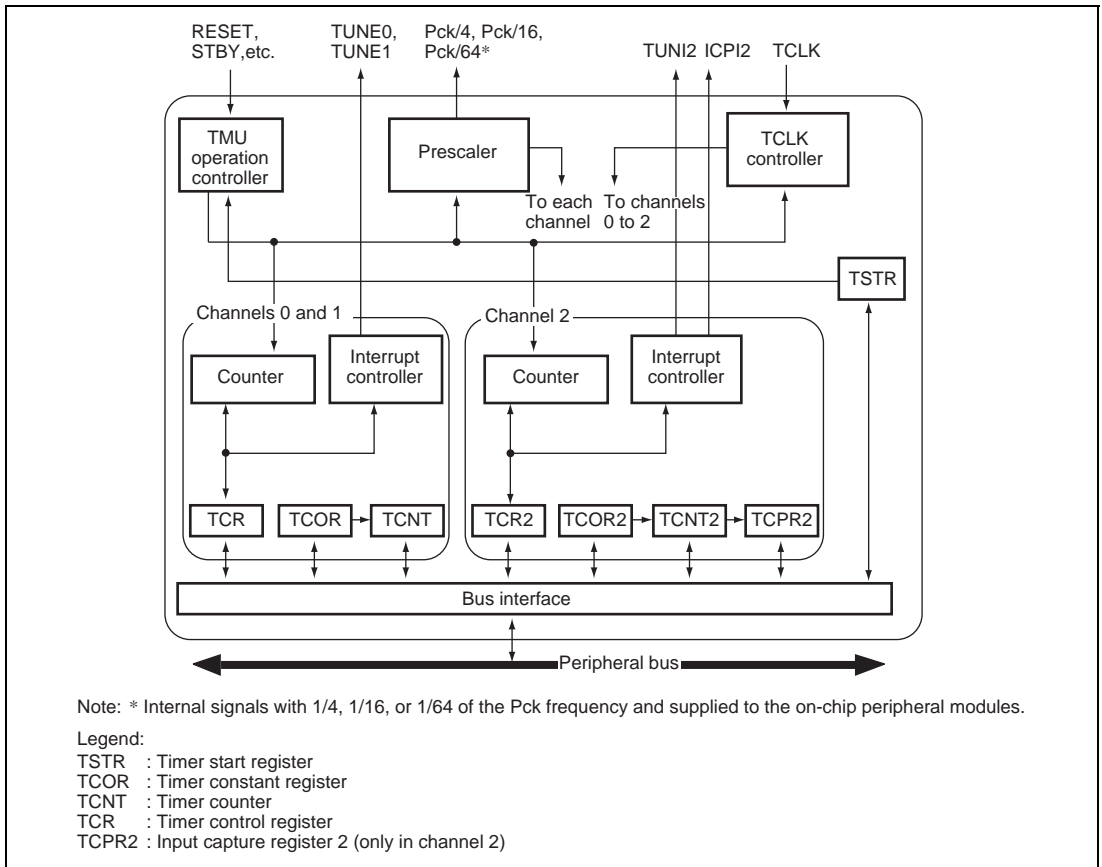 RESET,
STBY,etc.
TUNE0,
TUNE1
Pck/4, Pck/16,
Pck/64*
TUNI2 ICPI2
TCLK
TMU
operation
controller
Prescaler
TCLK
controller
To each
channel
To channels
0 to 2
TSTR
Channels 0 and 1
Channel 2
Counter
Interrupt
controller
Counter
Interrupt
controller
TCR
TCOR
TCNT
TCR2
TCOR2
TCNT2
TCPR2
Bus interface
Peripheral bus
Note: * Internal signals with 1/4, 1/16, or 1/64 of the Pck frequency and supplied to the on-chip peripheral modules.
Legend:
TSTR : Timer start register
TCOR : Timer constant register
TCNT : Timer counter
TCR : Timer control register
TCPR2 : Input capture register 2 (only in channel 2)